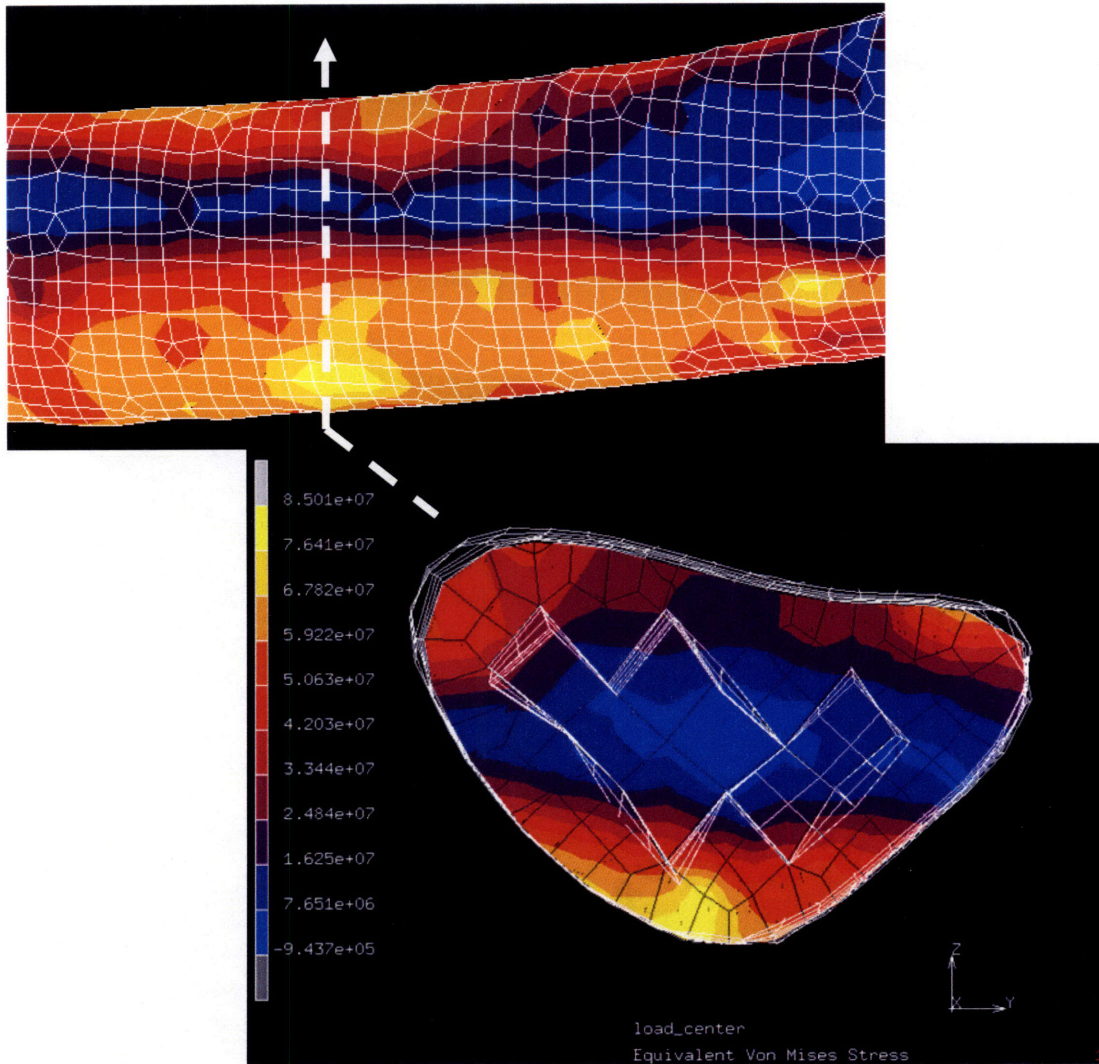 8.501e+07
7.641e+07
6.782e+07
5.922e+07
5.063e+07
4.203e+07
3.344e+07
2.484e+07
1.625e+07
7.651e+06
-9.437e+05
Z
X Y
load_center
Equivalent Von Mises Stress